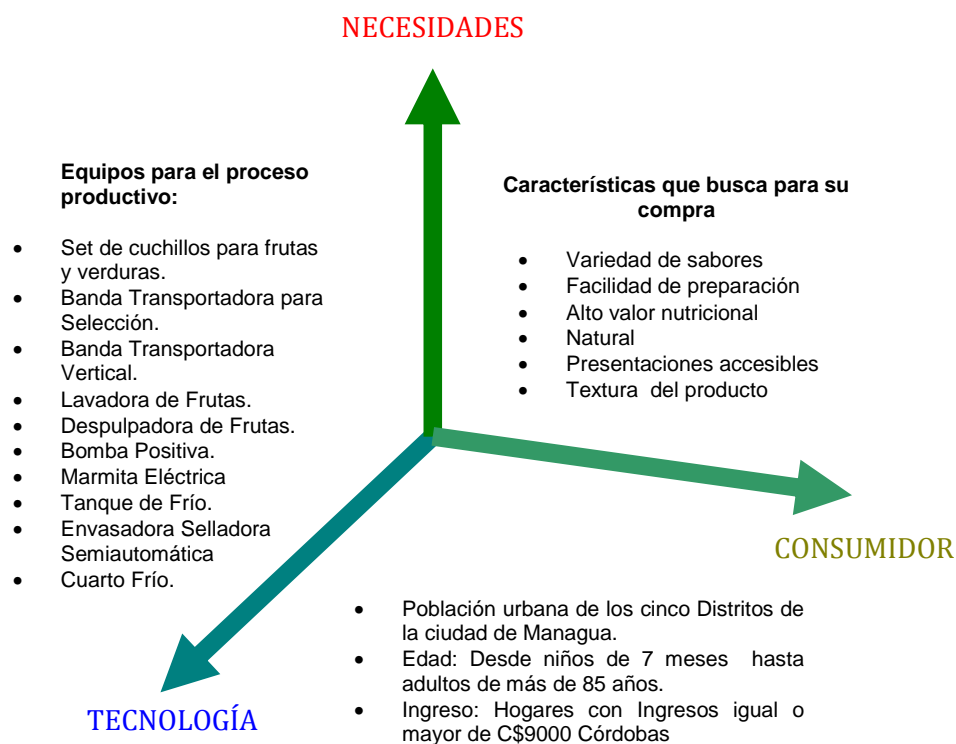 NECESIDADES
Equipos para el proceso
productivo:
• Set de cuchillos para frutas
y verduras.
• Banda Transportadora para
Selección.
• Banda Transportadora
Vertical.
• Lavadora de Frutas.
• Despulpadora de Frutas.
• Bomba Positiva.
• Marmita Eléctrica
• Tanque de Frío.
• Envasadora Selladora
Semiautomática
• Cuarto Frío.
Características que busca para su
compra
• Variedad de sabores
• Facilidad de preparación
• Alto valor nutricional
• Natural
• Presentaciones accesibles
• Textura del producto
CONSUMIDOR
• Población urbana de los cinco Distritos de
la ciudad de Managua.
• Edad: Desde niños de 7 meses hasta
adultos de más de 85 años.
• Ingreso: Hogares con Ingresos igual o
mayor de C$9000 Córdobas
TECNOLOGÍA